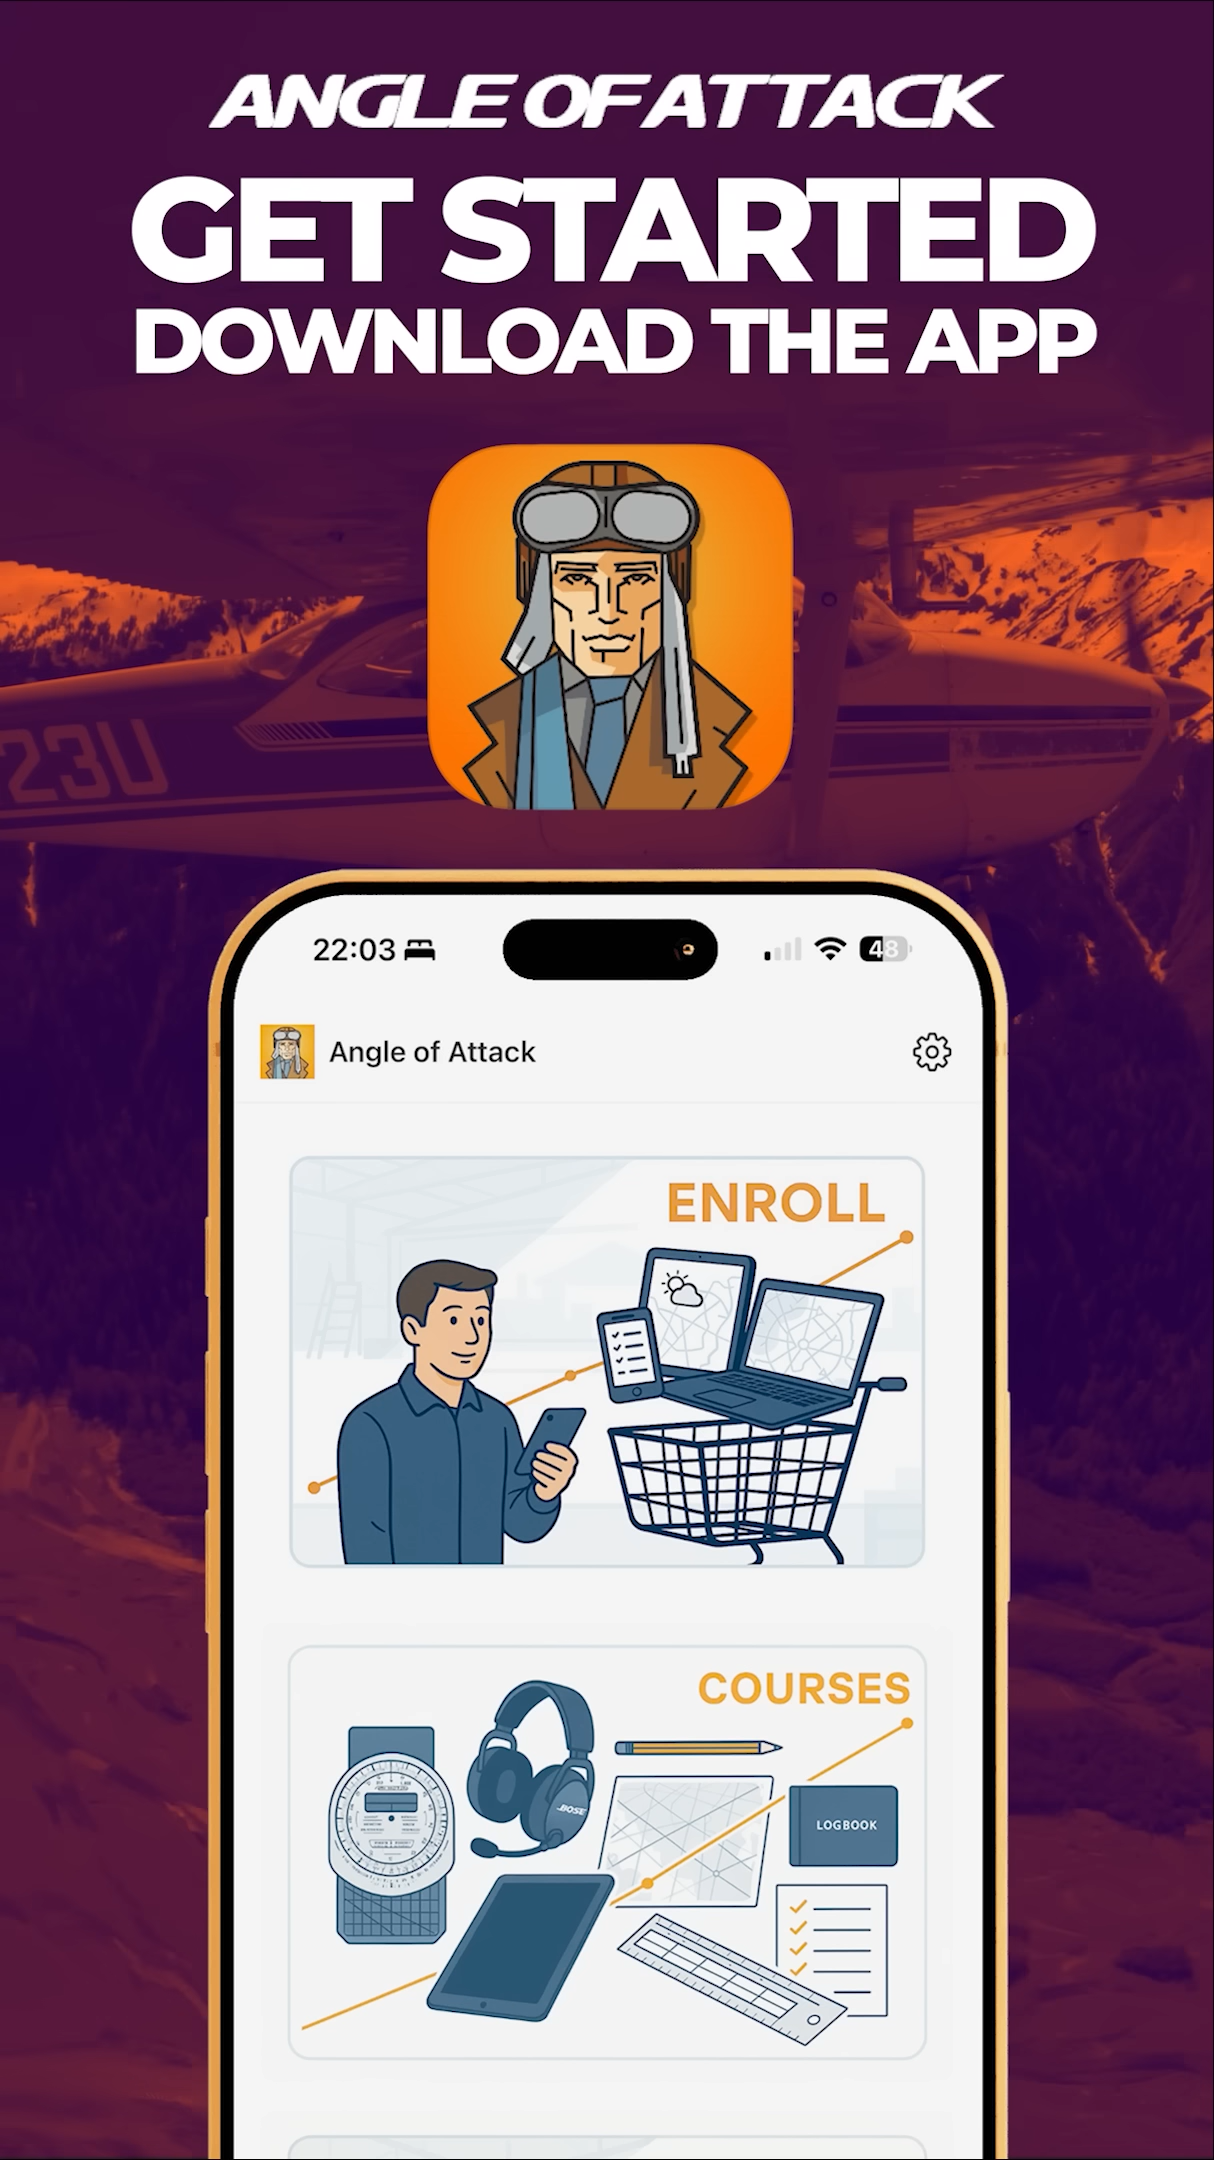 ANGLE OF ATTACK
GET STARTED
DOWNLOAD THE APP
23U
22:03
48
Angle of Attack
ENROLL
COURSES
BOSE
LOGBOOK